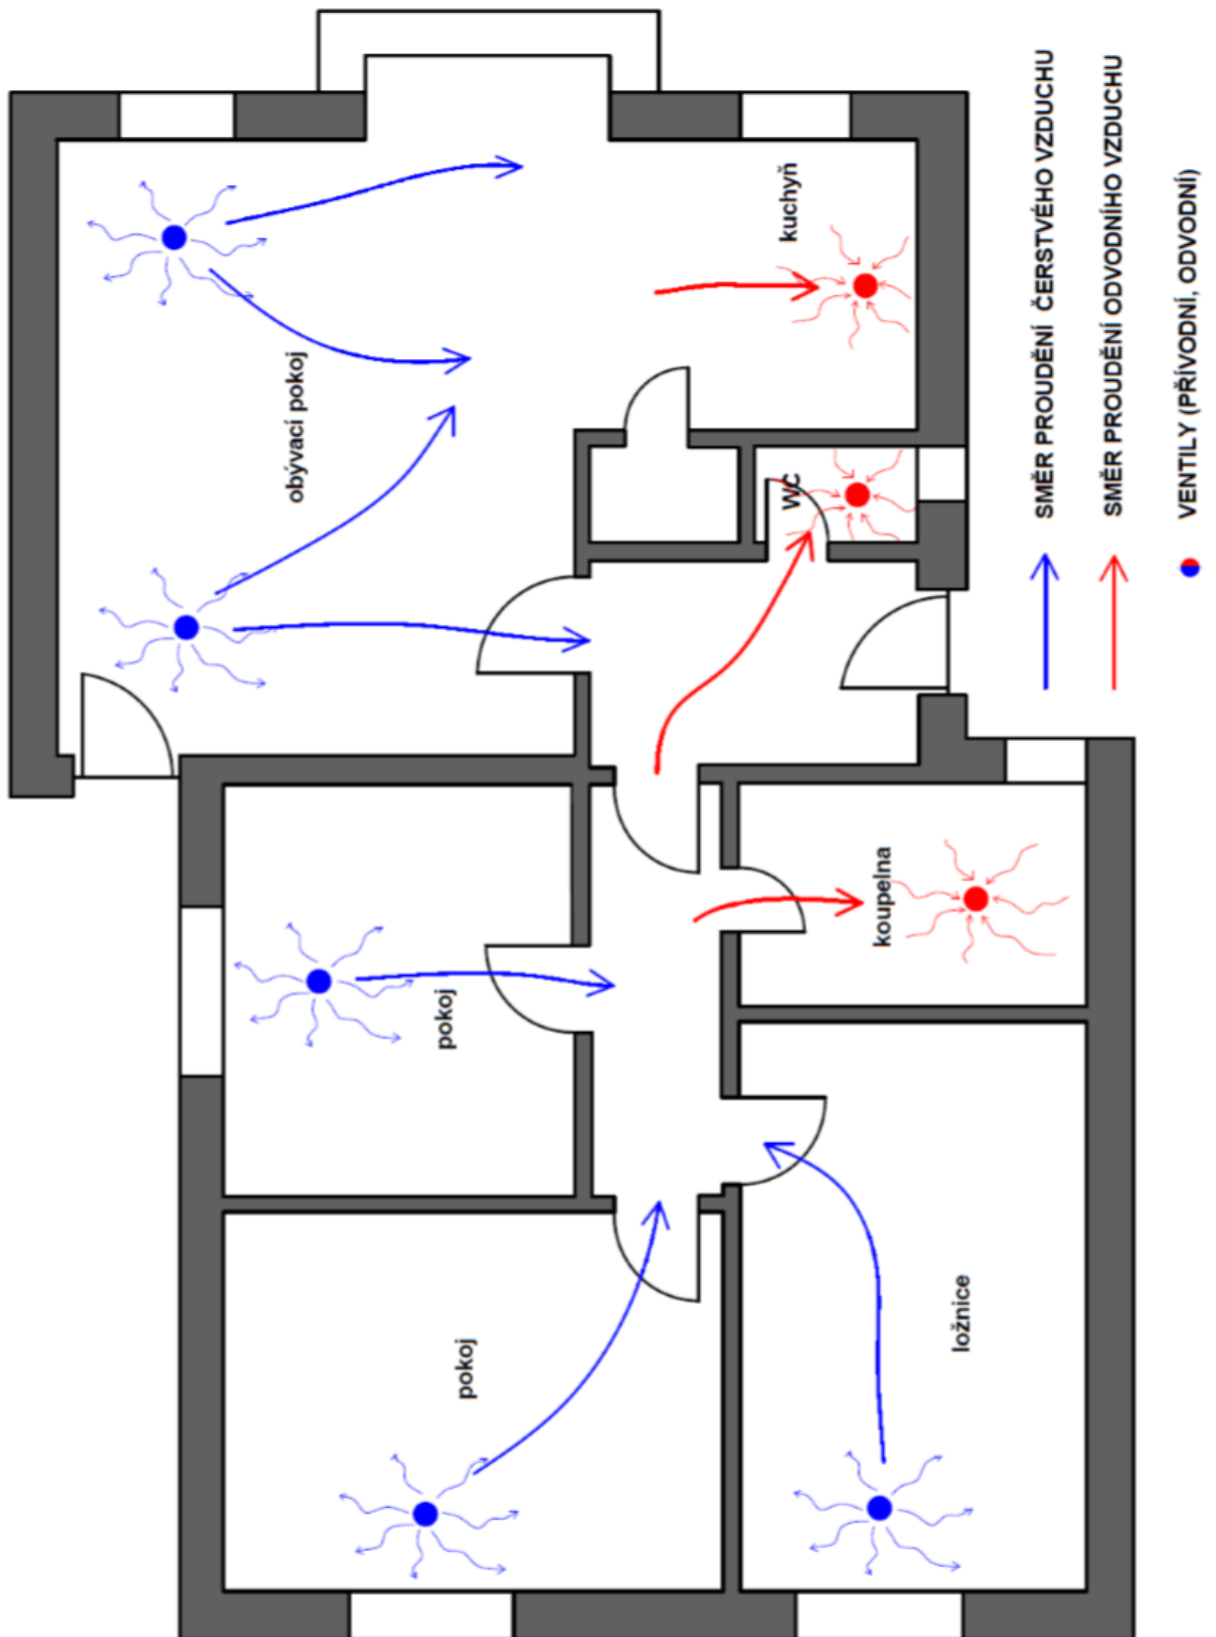 obývací pokoj
kuchyň
WC
pokoj
koupelna
pokoj
ložnice
SMĚR PROUDĚNÍ ČERSTVÉHO VZDUCHU
SMĚR PROUDĚNÍ ODVODNÍHO VZDUCHU
VENTILY (PŘÍVODNÍ, ODVODNÍ)